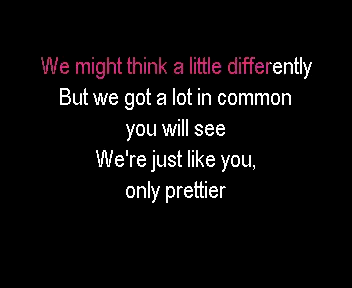 We might think a little differently
But we got a lot in common
you will see
We're just like you,
only prettier